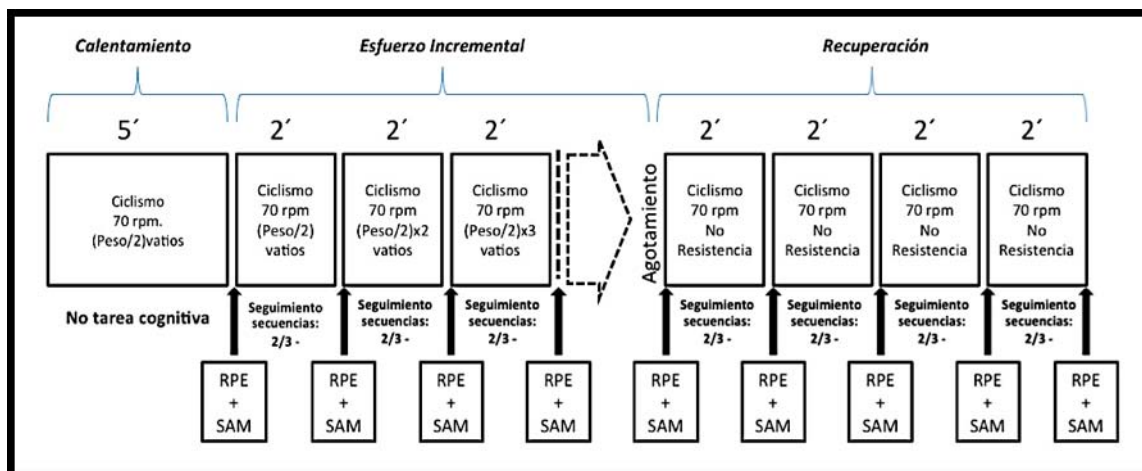 Calentamiento
Esfuerzo Incremental
Recuperación
5´
2´
2´
2´
2´
2´
2´
2´
Ciclismo
70 rpm.
(Peso/2)vatios
Ciclismo
70 rpm
(Peso/2)
vatios
Ciclismo
70 rpm
(Peso/2)x2
vatios
Ciclismo
70 rpm
(Peso/2)x3
vatios
Agotamiento
Ciclismo
70 rpm
No
Resistencia
Ciclismo
70 rpm
No
Resistencia
Ciclismo
70 rpm
No
Resistencia
Ciclismo
70 rpm
No
Resistencia
No tarea cognitiva
Seguimiento
secuencias:
2/3 -
Seguimiento
secuencias:
2/3 -
Seguimiento
secuencias:
2/3 -
Seguimiento
secuencias:
2/3 -
Seguimiento
secuencias:
2/3 -
Seguimiento
secuencias:
2/3 -
Seguimiento
secuencias:
2/3 -
RPE
+
SAM
RPE
+
SAM
RPE
+
SAM
RPE
+
SAM
RPE
+
SAM
RPE
+
SAM
RPE
+
SAM
RPE
+
SAM
RPE
+
SAM